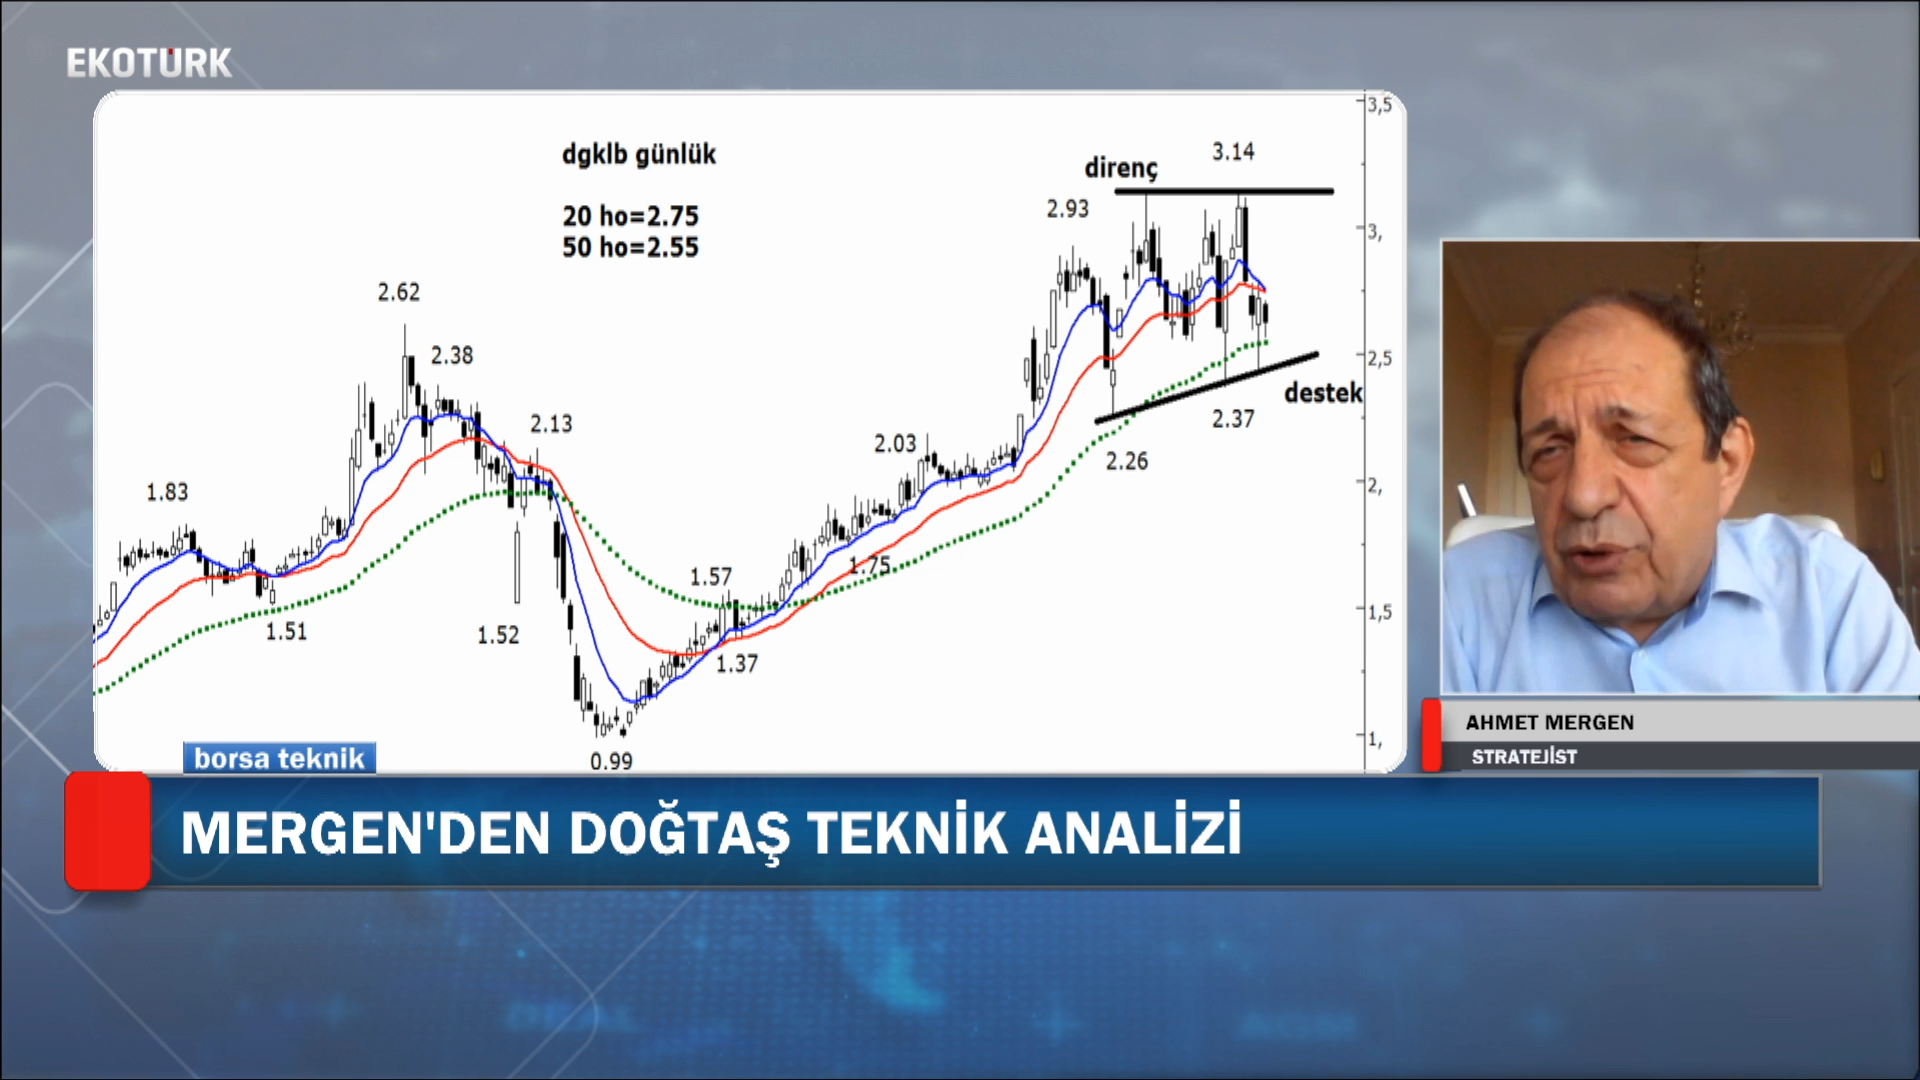 EKOTÜRK
dgklb günlük
20 ho=2.75
50 ho=2.55
direnç
3.14
2.93
2.62
2.38
2.13
2.03
1.83
1.51
1.52
1.57
1.37
1.75
0.99
2.26
2.37
destek
3,5
3,
2,5
2,
1,5
1,
borsa teknik
AHMET MERGEN
STRATEJİST
MERGEN'DEN DOĞTAŞ TEKNİK ANALİZİ